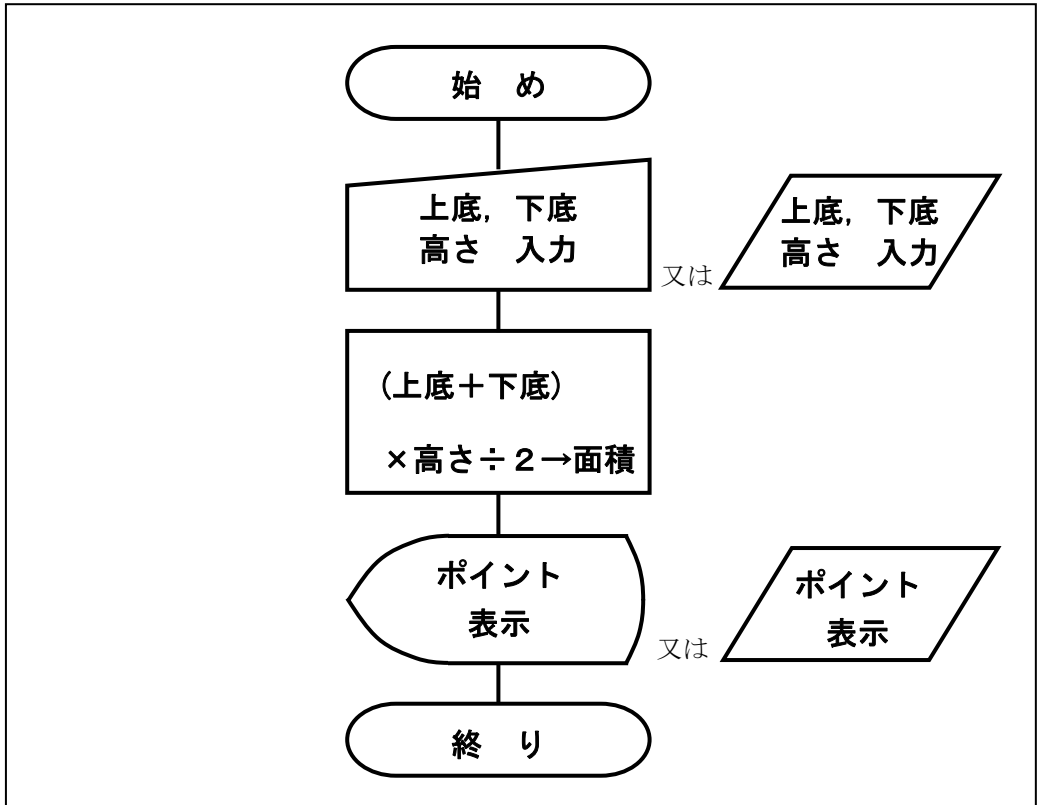 始　め
上底，下底
高さ　入力
又は
上底，下底
高さ　入力
(上底＋下底)
×高さ÷２→面積
ポイント
表示
又は
ポイント
表示
終　り